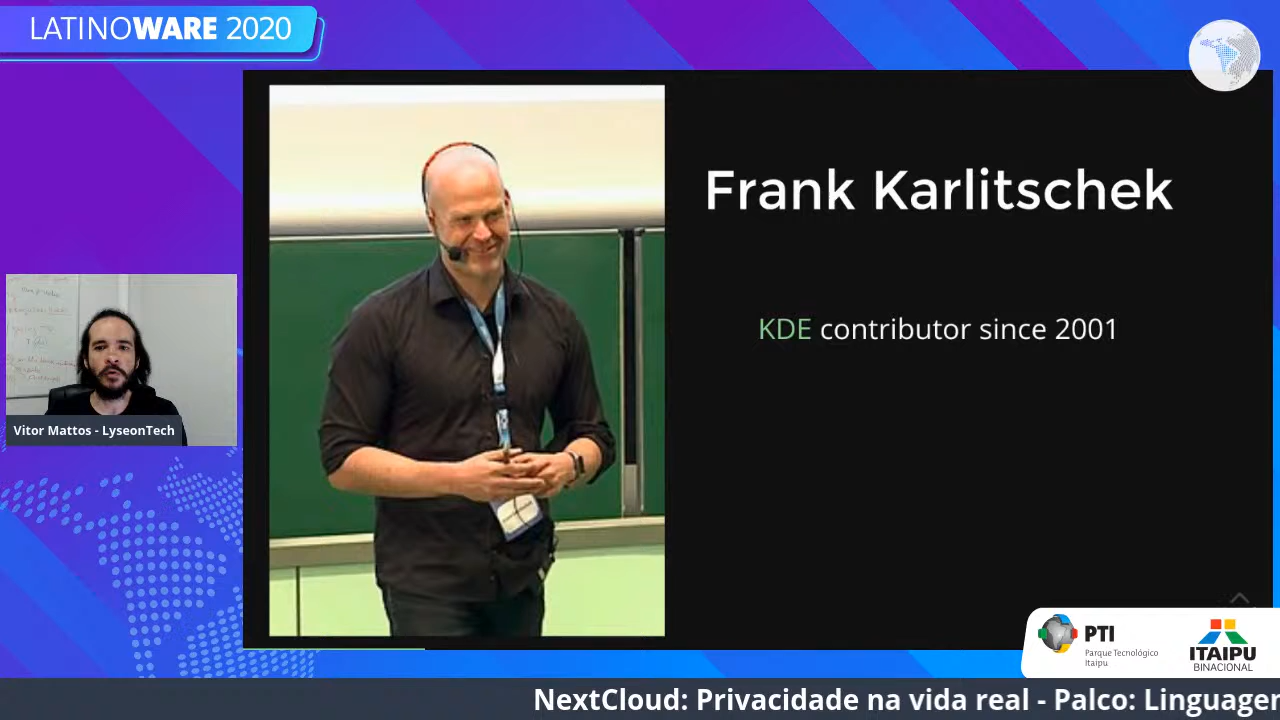 LATINOWARE 2020
Frank Karlitschek
KDE contributor since 2001
Vitor Mattos - LyseonTech
PTI
Parque Tecnológico
Itaipu
ITAIPU
BINACIONAL
NextCloud: Privacidade na vida real - Palco: